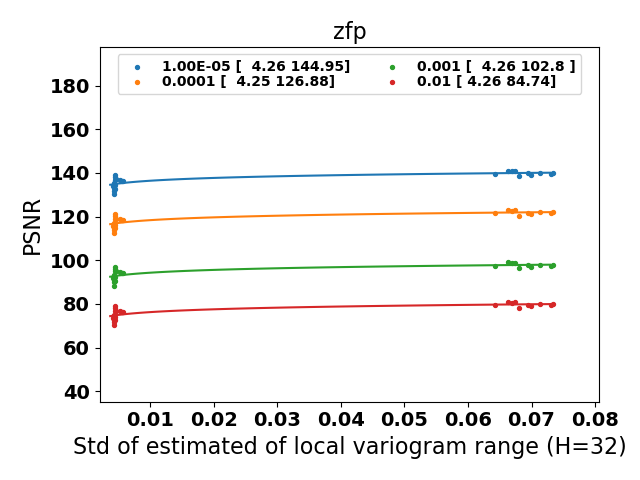 zfp
1.00E-05 [  4.26 144.95]
0.0001 [  4.25 126.88]
0.001 [  4.26 102.8 ]
0.01 [ 4.26 84.74]
PSNR
180
160
140
120
100
80
60
40
0.01 0.02 0.03 0.04 0.05 0.06 0.07 0.08
Std of estimated of local variogram range (H=32)